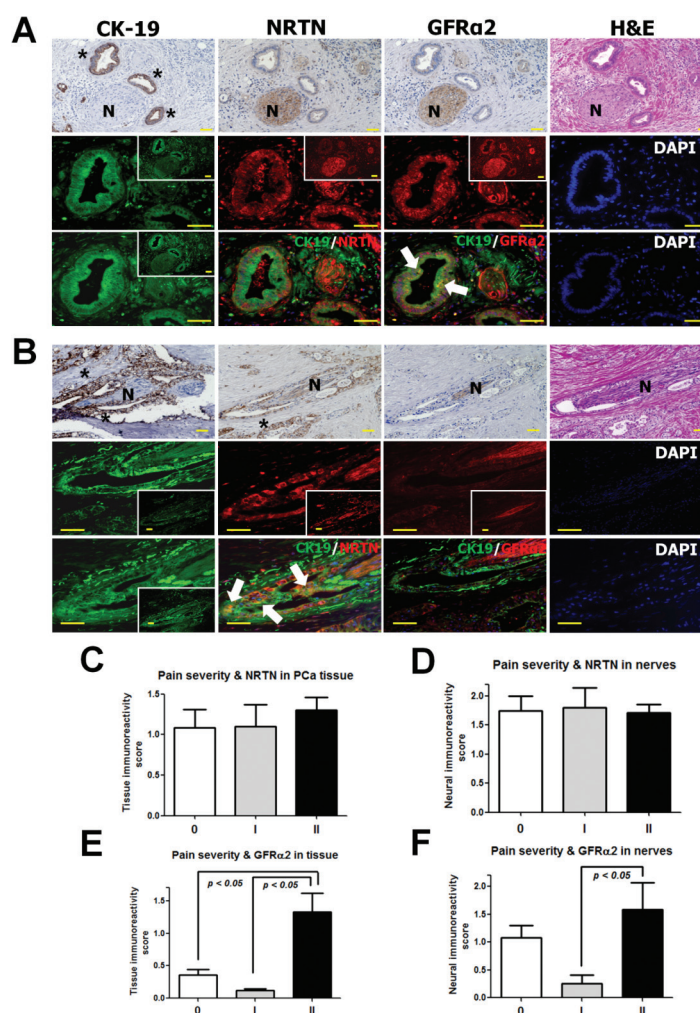 A
CK-19 NRTN GFRα2 H&E
* * * N N N N
DAPI
CK19/NRTN CK19/GFRα2 DAPI
B
* N * N * N N
DAPI
CK19/NRTN CK19/GFRα2 DAPI
C
Pain severity & NRTN in PCa tissue
Tissue immunoreactivity
score
1.5
1.0
0.5
0.0
0 I II
D
Pain severity & NRTN in nerves
Neural immunoreactivity
score
2.0
1.5
1.0
0.5
0.0
0 I II
E
Pain severity & GFRα2 in tissue
Tissue immunoreactivity
score
1.5
1.0
0.5
0.0
p < 0.05
p < 0.05
0 I II
F
Pain severity & GFRα2 in nerves
Neural immunoreactivity
score
2.0
1.5
1.0
0.5
0.0
p < 0.05
0 I II